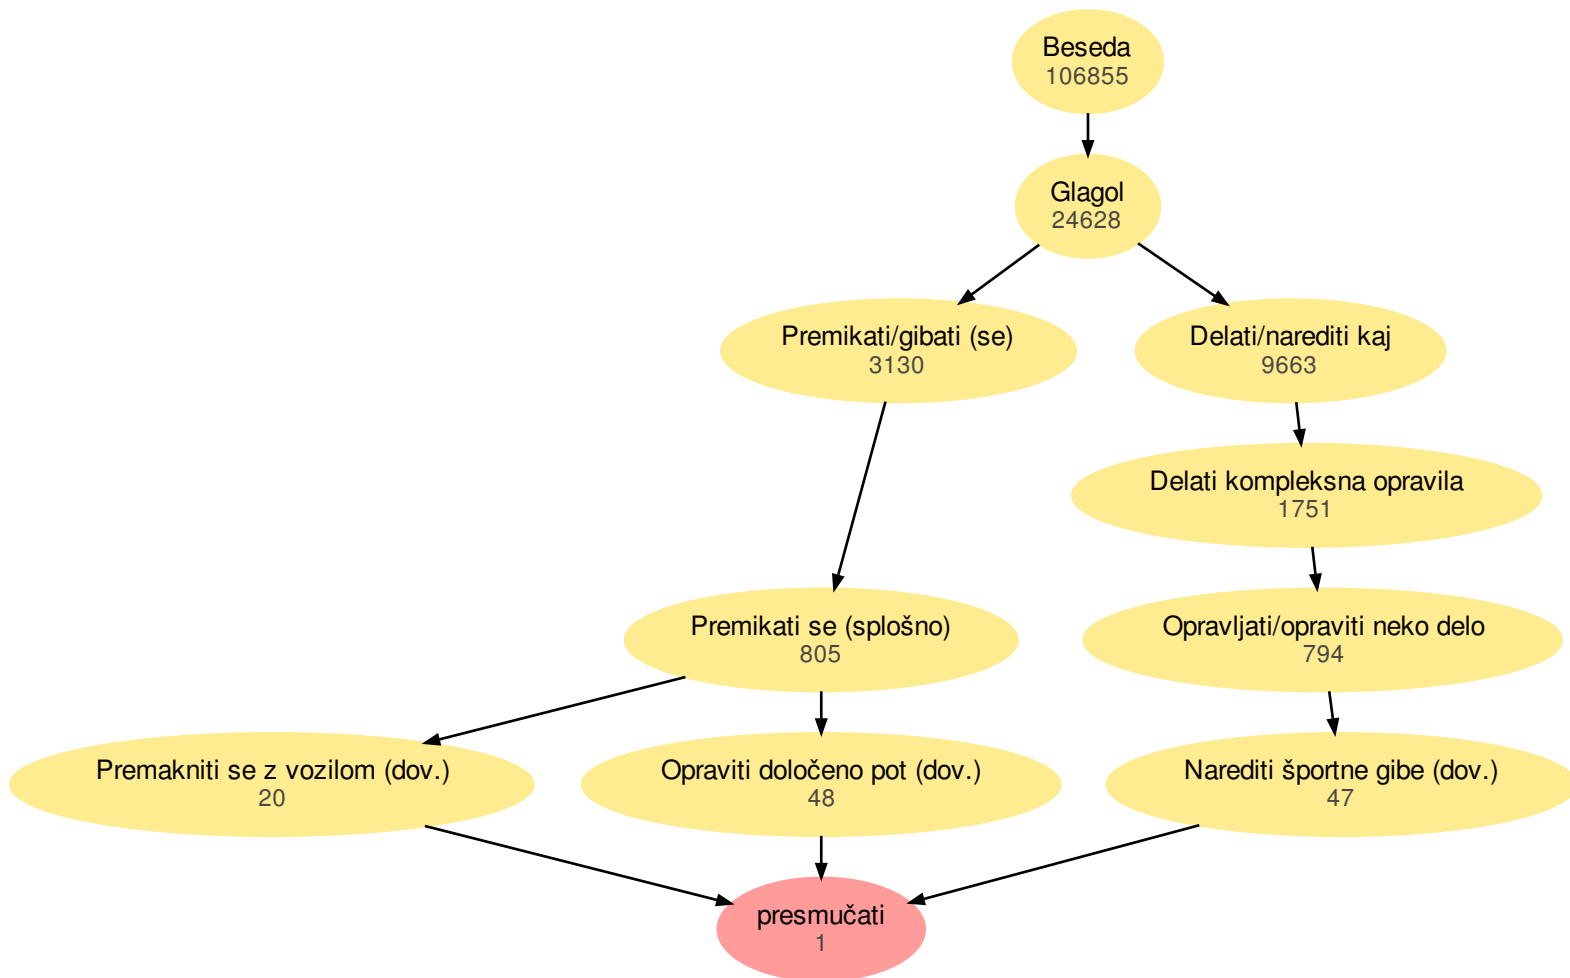 Beseda
106855
Glagol
24628
Premikati/gibati (se)
3130
Delati/narediti kaj
9663
Delati kompleksna opravila
1751
Premikati se (splošno)
805
Opravljati/opraviti neko delo
794
Premakniti se z vozilom (dov.)
20
Opraviti določeno pot (dov.)
48
Narediti športne gibe (dov.)
47
presmučati
1